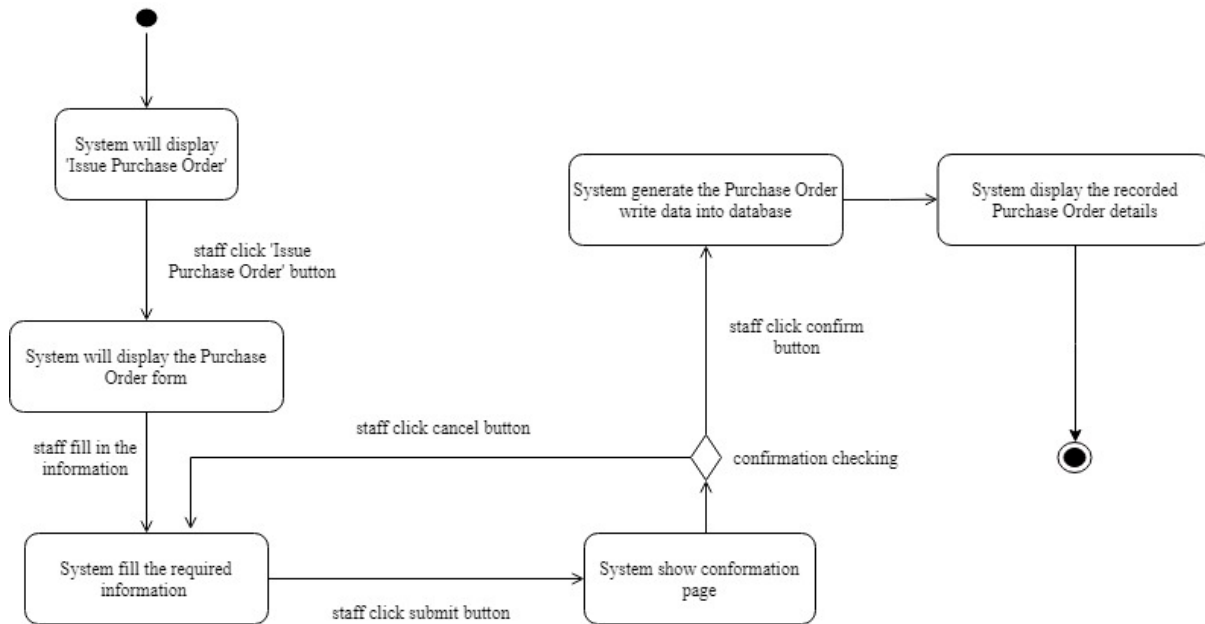 System will display
'Issue Purchase Order'
staff click 'Issue
Purchase Order' button
System will display the Purchase
Order form
staff fill in the
information
System fill the required
information
staff click submit button
System show conformation
page
confirmation checking
staff click cancel button
staff click confirm
button
System generate the Purchase Order
write data into database
System display the recorded
Purchase Order details